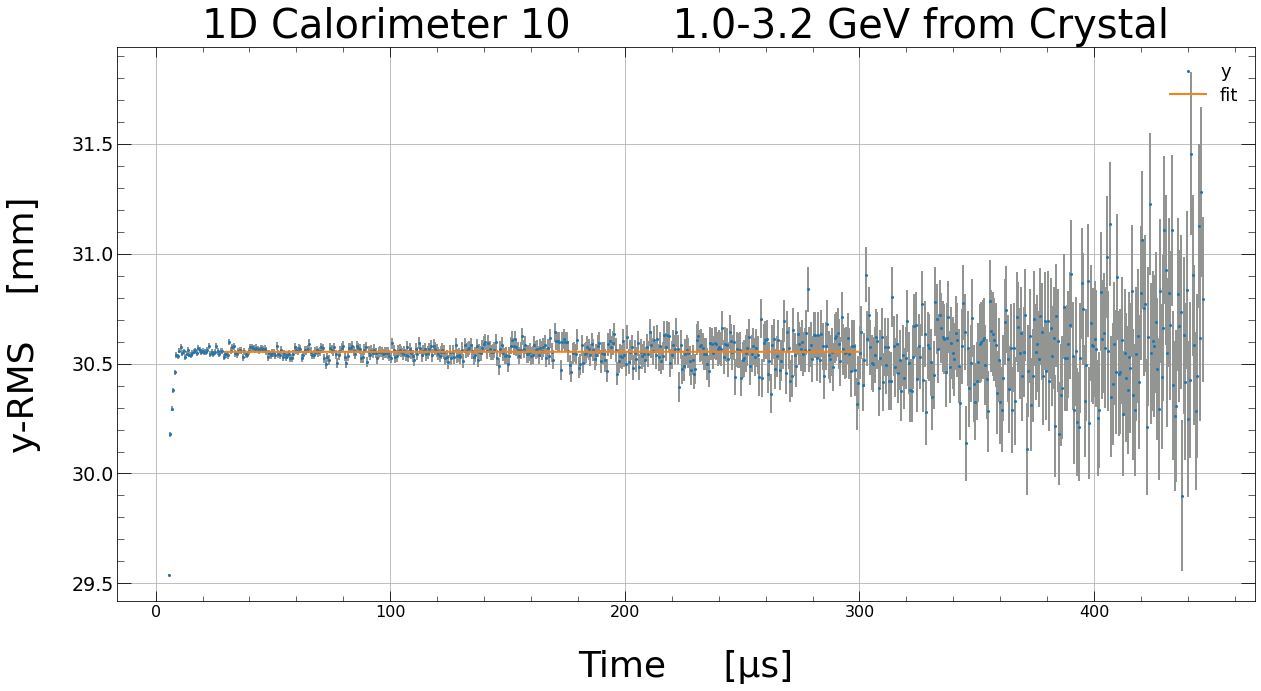 1D Calorimeter 10 1.0-3.2 GeV from Crystal
y
fit
y-RMS [mm]
31.5
31.0
30.5
30.0
29.5
0 100 200 300 400
Time [μs]